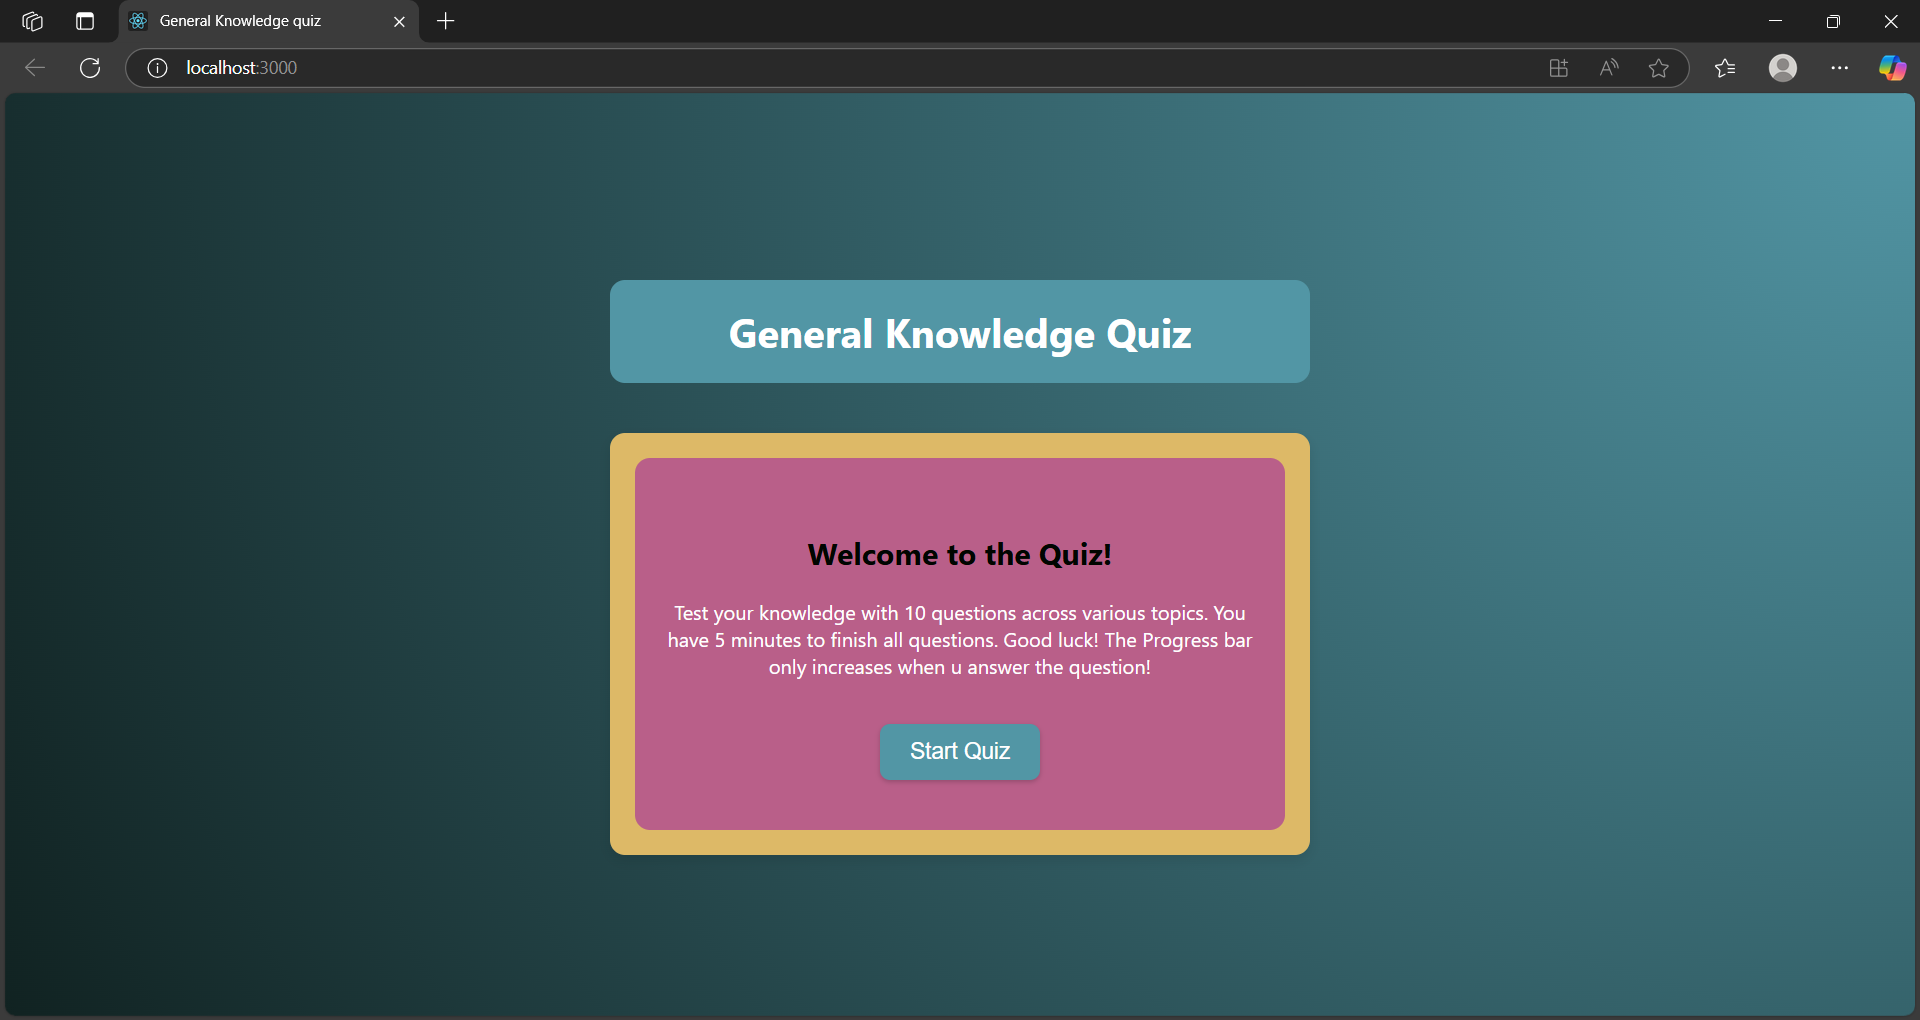 General Knowledge quiz
localhost:3000
General Knowledge Quiz
Welcome to the Quiz!
Test your knowledge with 10 questions across various topics. You
have 5 minutes to finish all questions. Good luck! The Progress bar
only increases when u answer the question!
Start Quiz